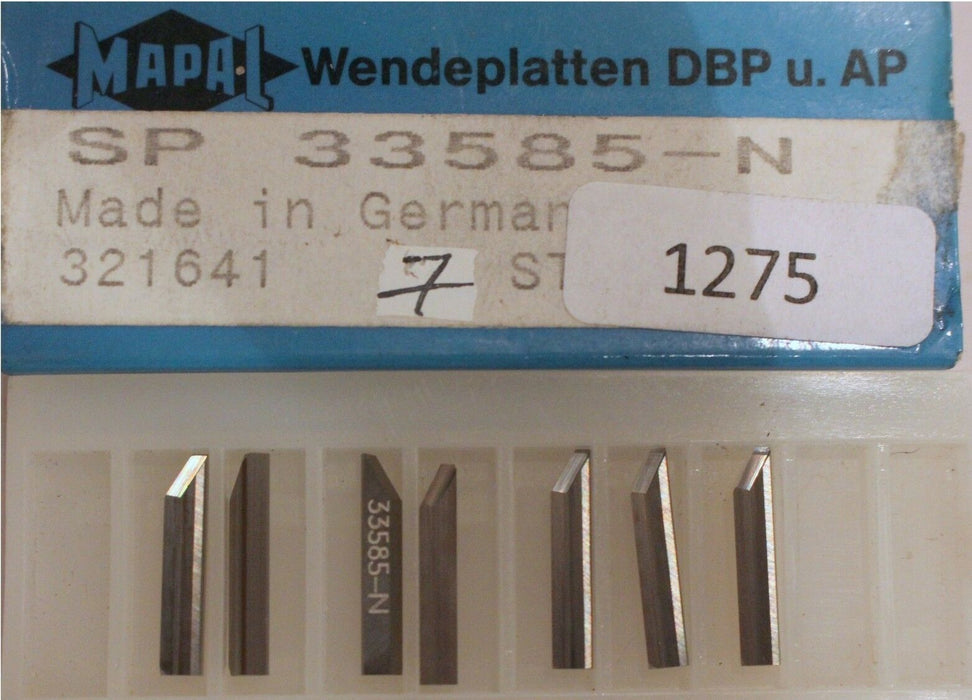 MAPAL Wendeplatten DBP u. AP
SP 33585-N
Made in German
321641 7 ST 1275
33585-N